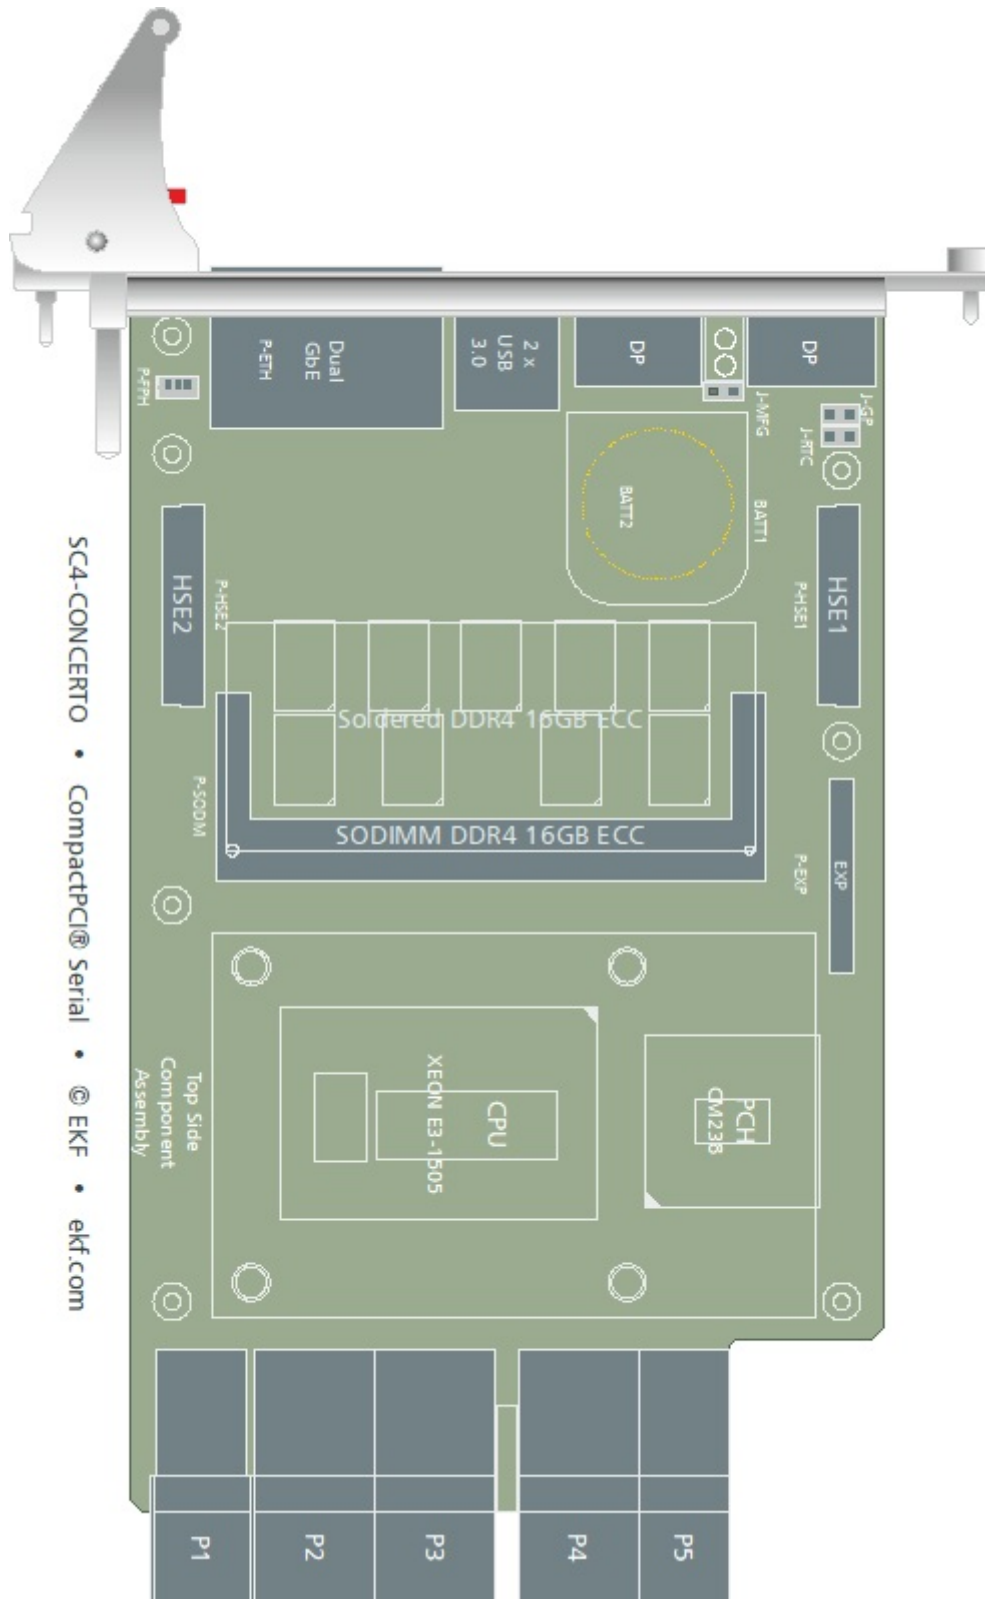 P-FPH
P-ETH
Dual
GbE
2 x
USB
3.0
DP
DP
J-MFG
J-GP
J-RTC
BATT2
BATT1
HSE2
P-HSE2
P-HSE1
HSE1
Soldered DDR4 16GB ECC
P-SODM
SODIMM DDR4 16GB ECC
P-EXP
EXP
SC4-CONCERTO • CompactPCI® Serial • © EKF • ekf.com
Top Side
Component
Assembly
CPU
XEON E3-1505
PCH
CM238
P1
P2
P3
P4
P5